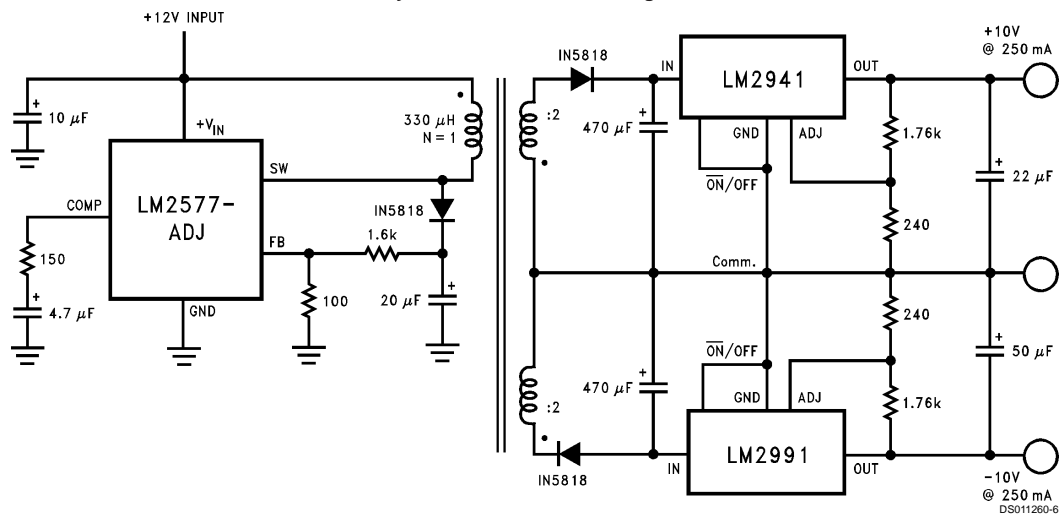 +12V INPUT
10 μF
+VIN
330 μH
N = 1
SW
COMP
LM2577-
ADJ
IN5818
FB
1.6k
150
100
20 μF
4.7 μF
GND
IN5818
:2
470 μF
IN
LM2941
OUT
GND
ADJ
ON/OFF
1.76k
22 μF
240
+10V
@ 250 mA
Comm.
:2
470 μF
ON/OFF
GND
ADJ
240
50 μF
1.76k
IN5818
IN
LM2991
OUT
−10V
@ 250 mA
DS011260-6